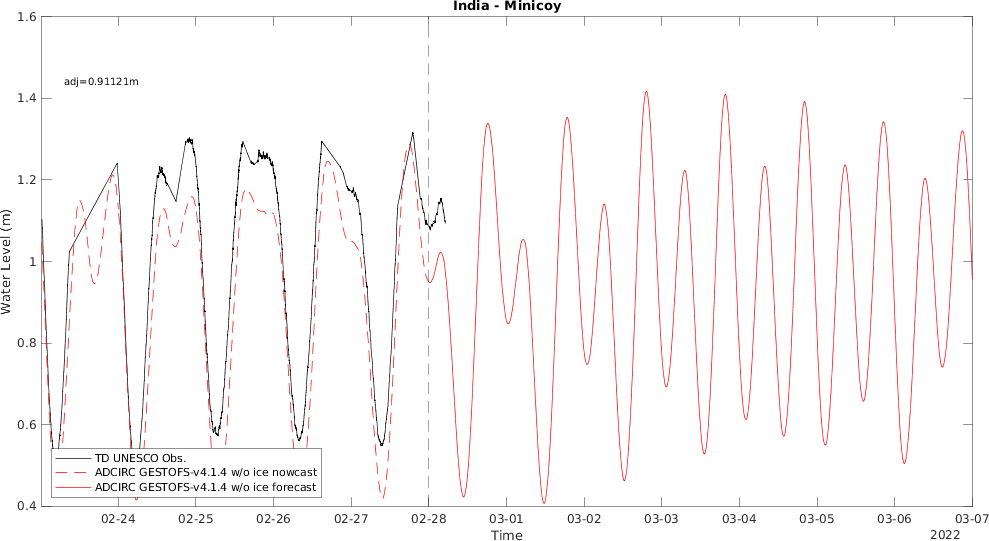 India - Minicoy
1.6
adj=0.91121m
1.4
1.2
1
0.8
0.6
0.4
Water Level (m)
TD UNESCO Obs.
ADCIRC GESTOFS-v4.1.4 w/o ice nowcast
ADCIRC GESTOFS-v4.1.4 w/o ice forecast
02-24 02-25 02-26 02-27 02-28 03-01 03-02 03-03 03-04 03-05 03-06 03-07
Time
2022